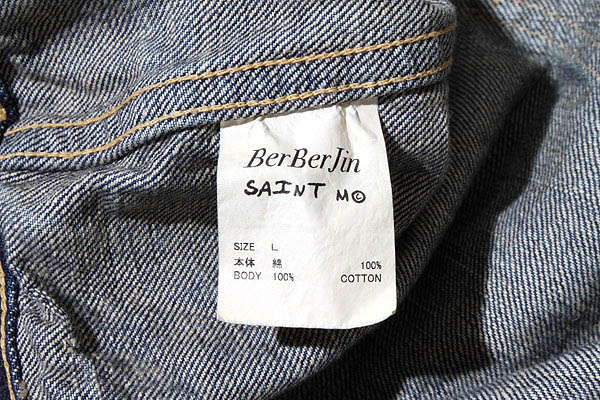 BerBerJin
SAINT M©
SIZE L
本体 綿 100%
BODY 100% COTTON